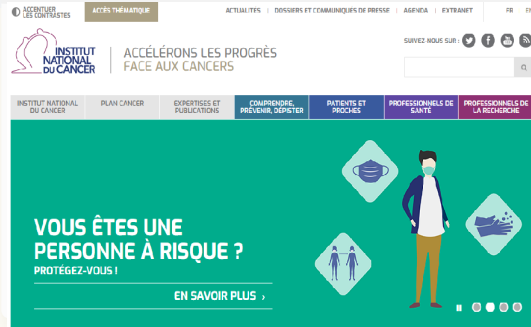 ACCENTUER
LES CONTRASTES
ACCÈS THÉMATIQUE
ACTUALITÉS | DOSSIERS ET COMMUNIQUÉS DE PRESSE | AGENDA | EXTRANET
FR EN
INSTITUT
NATIONAL
DU CANCER
ACCÉLÉRONS LES PROGRÈS
FACE AUX CANCERS
SUIVEZ-NOUS SUR :
INSTITUT NATIONAL
DU CANCER
PLAN CANCER
EXPERTISES ET
PUBLICATIONS
COMPRENDRE,
PRÉVENIR, DÉPISTER
PATIENTS ET
PROCHES
PROFESSIONNELS DE
SANTÉ
PROFESSIONNELS DE
LA RECHERCHE
VOUS ÊTES UNE
PERSONNE À RISQUE ?
PROTÉGEZ-VOUS !
EN SAVOIR PLUS ›